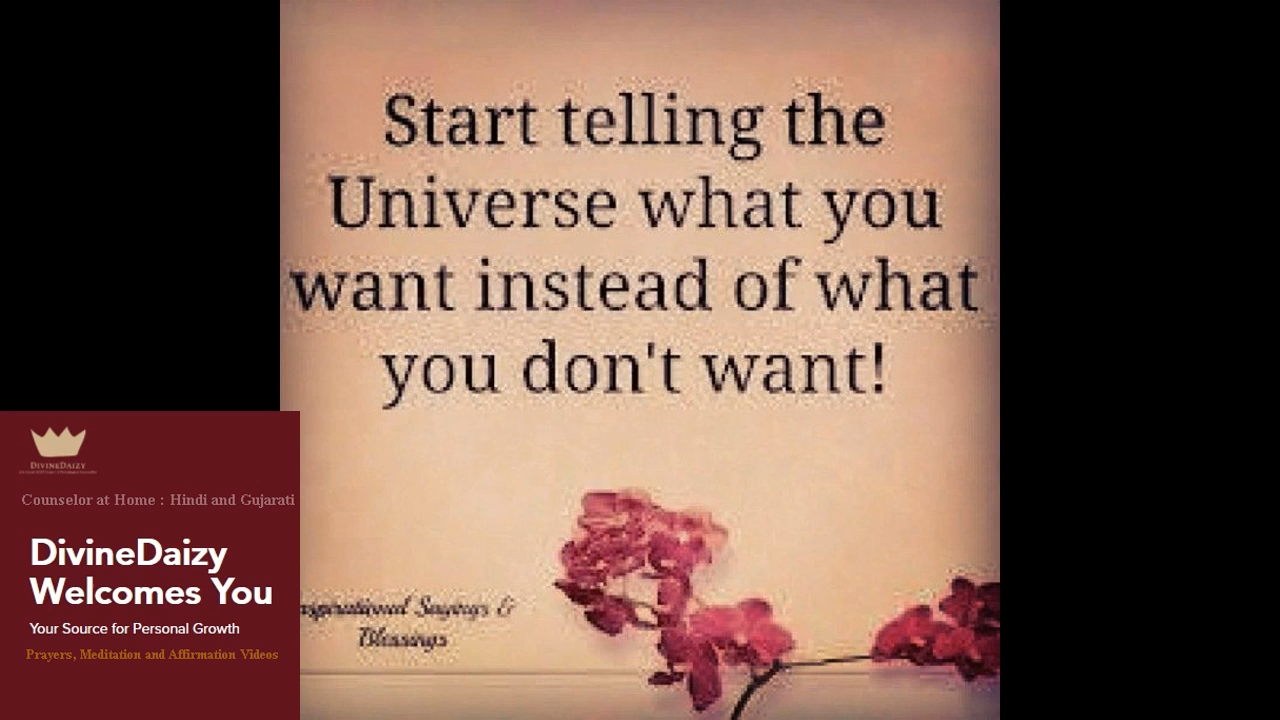 Start telling the
Universe what you
want instead of what
you don't want!
Sayings &
Blessings
DIVINEDAIZY
Counselor at Home : Hindi and Gujarati
DivineDaizy
Welcomes You
Your Source for Personal Growth
Prayers, Meditation and Affirmation Videos